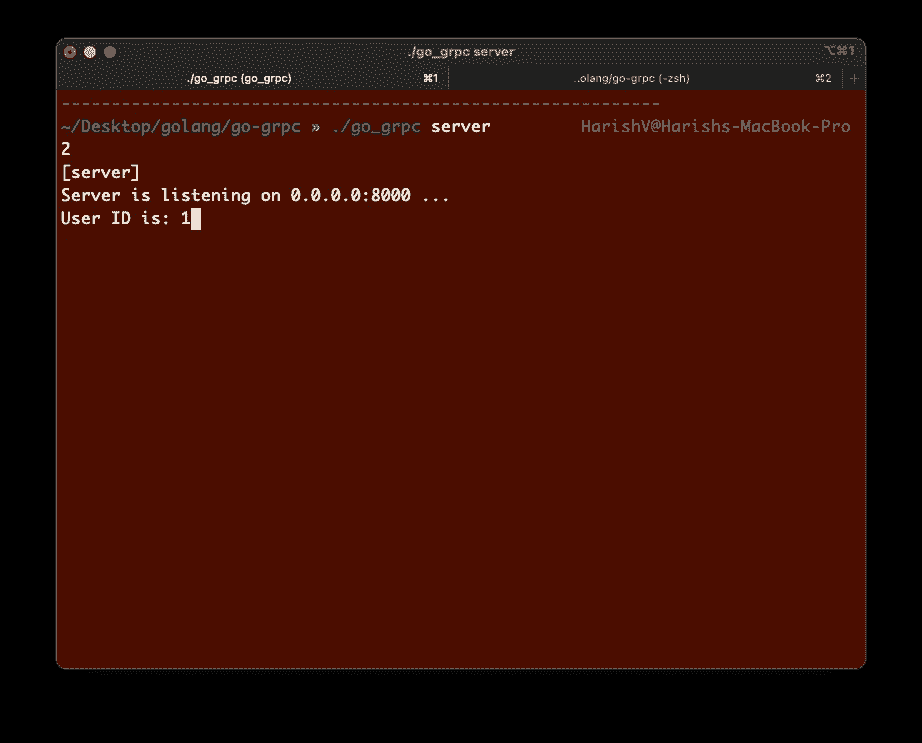 ./go_grpc server ⌥⌘1
./go_grpc (go_grpc) ⌘1 ..olang/go-grpc (-zsh) ⌘2 +
------------------------------------------------------------
~/Desktop/golang/go-grpc » ./go_grpc server HarishV@Harishs-MacBook-Pro
2
[server]
Server is listening on 0.0.0.0:8000 ...
User ID is: 1